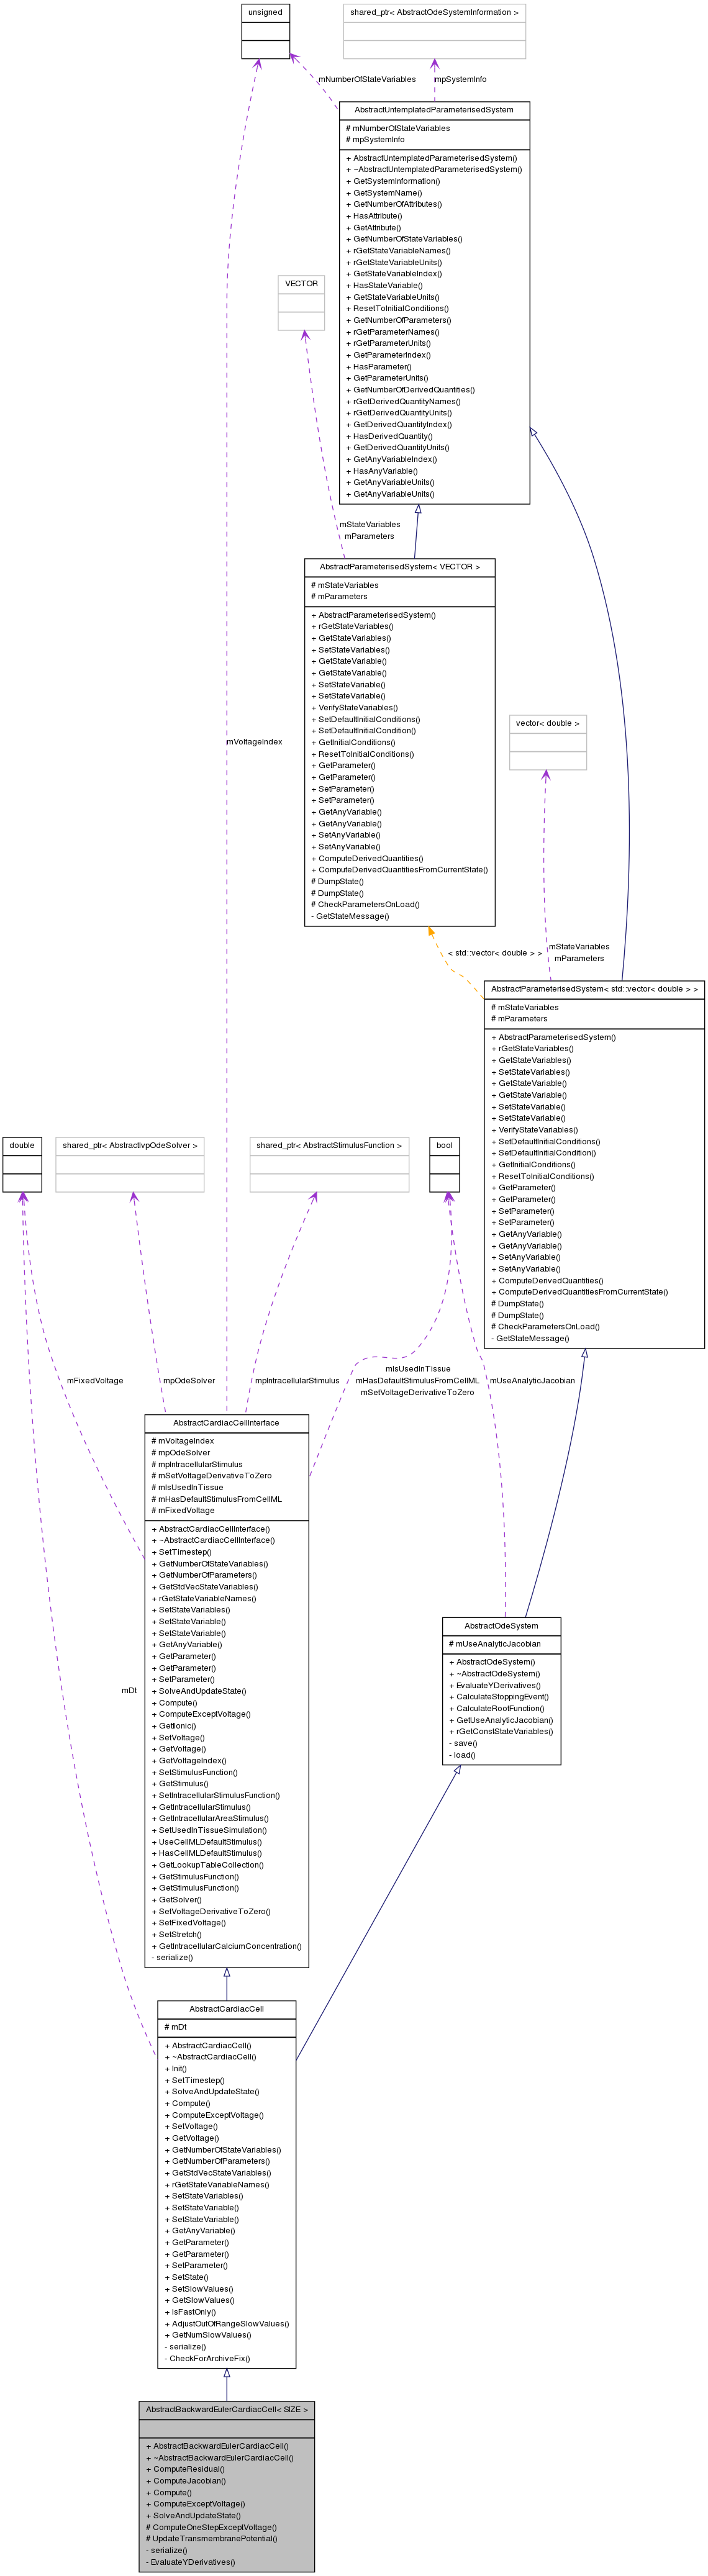 unsigned
shared_ptr< AbstractOdeSystemInformation >
mNumberOfStateVariables
mpSystemInfo
AbstractUntemplatedParameterisedSystem
# mNumberOfStateVariables
# mpSystemInfo
+ AbstractUntemplatedParameterisedSystem()
+ ~AbstractUntemplatedParameterisedSystem()
+ GetSystemInformation()
+ GetSystemName()
+ GetNumberOfAttributes()
+ HasAttribute()
+ GetAttribute()
+ GetNumberOfStateVariables()
+ rGetStateVariableNames()
+ rGetStateVariableUnits()
+ GetStateVariableIndex()
+ HasStateVariable()
+ GetStateVariableUnits()
+ ResetToInitialConditions()
+ GetNumberOfParameters()
+ rGetParameterNames()
+ rGetParameterUnits()
+ GetParameterIndex()
+ HasParameter()
+ GetParameterUnits()
+ GetNumberOfDerivedQuantities()
+ rGetDerivedQuantityNames()
+ rGetDerivedQuantityUnits()
+ GetDerivedQuantityIndex()
+ HasDerivedQuantity()
+ GetDerivedQuantityUnits()
+ GetAnyVariableIndex()
+ HasAnyVariable()
+ GetAnyVariableUnits()
+ GetAnyVariableUnits()
VECTOR
mStateVariables
mParameters
AbstractParameterisedSystem< VECTOR >
# mStateVariables
# mParameters
+ AbstractParameterisedSystem()
+ rGetStateVariables()
+ GetStateVariables()
+ SetStateVariables()
+ GetStateVariable()
+ GetStateVariable()
+ SetStateVariable()
+ SetStateVariable()
+ VerifyStateVariables()
+ SetDefaultInitialConditions()
+ SetDefaultInitialCondition()
+ GetInitialConditions()
+ ResetToInitialConditions()
+ GetParameter()
+ GetParameter()
+ SetParameter()
+ SetParameter()
+ GetAnyVariable()
+ GetAnyVariable()
+ SetAnyVariable()
+ SetAnyVariable()
+ ComputeDerivedQuantities()
+ ComputeDerivedQuantitiesFromCurrentState()
# DumpState()
# DumpState()
# CheckParametersOnLoad()
- GetStateMessage()
vector< double >
mVoltageIndex
< std::vector< double > >
mStateVariables
mParameters
AbstractParameterisedSystem< std::vector< double > >
# mStateVariables
# mParameters
+ AbstractParameterisedSystem()
+ rGetStateVariables()
+ GetStateVariables()
+ SetStateVariables()
+ GetStateVariable()
+ GetStateVariable()
+ SetStateVariable()
+ SetStateVariable()
+ VerifyStateVariables()
+ SetDefaultInitialConditions()
+ SetDefaultInitialCondition()
+ GetInitialConditions()
+ ResetToInitialConditions()
+ GetParameter()
+ GetParameter()
+ SetParameter()
+ SetParameter()
+ GetAnyVariable()
+ GetAnyVariable()
+ SetAnyVariable()
+ SetAnyVariable()
+ ComputeDerivedQuantities()
+ ComputeDerivedQuantitiesFromCurrentState()
# DumpState()
# DumpState()
# CheckParametersOnLoad()
- GetStateMessage()
double
shared_ptr< AbstractIvpOdeSolver >
shared_ptr< AbstractStimulusFunction >
bool
mFixedVoltage
mpOdeSolver
mpIntracellularStimulus
mIsUsedInTissue
mHasDefaultStimulusFromCellML
mSetVoltageDerivativeToZero
mUseAnalyticJacobian
AbstractCardiacCellInterface
# mVoltageIndex
# mpOdeSolver
# mpIntracellularStimulus
# mSetVoltageDerivativeToZero
# mIsUsedInTissue
# mHasDefaultStimulusFromCellML
# mFixedVoltage
+ AbstractCardiacCellInterface()
+ ~AbstractCardiacCellInterface()
+ SetTimestep()
+ GetNumberOfStateVariables()
+ GetNumberOfParameters()
+ GetStdVecStateVariables()
+ rGetStateVariableNames()
+ SetStateVariables()
+ SetStateVariable()
+ SetStateVariable()
+ GetAnyVariable()
+ GetParameter()
+ GetParameter()
+ SetParameter()
+ SolveAndUpdateState()
+ Compute()
+ ComputeExceptVoltage()
+ GetIIonic()
+ SetVoltage()
+ GetVoltage()
+ GetVoltageIndex()
+ SetStimulusFunction()
+ GetStimulus()
+ SetIntracellularStimulusFunction()
+ GetIntracellularStimulus()
+ GetIntracellularAreaStimulus()
+ SetUsedInTissueSimulation()
+ UseCellMLDefaultStimulus()
+ HasCellMLDefaultStimulus()
+ GetLookupTableCollection()
+ GetStimulusFunction()
+ GetStimulusFunction()
+ GetSolver()
+ SetVoltageDerivativeToZero()
+ SetFixedVoltage()
+ SetStretch()
+ GetIntracellularCalciumConcentration()
- serialize()
AbstractOdeSystem
# mUseAnalyticJacobian
+ AbstractOdeSystem()
+ ~AbstractOdeSystem()
+ EvaluateYDerivatives()
+ CalculateStoppingEvent()
+ CalculateRootFunction()
+ GetUseAnalyticJacobian()
+ rGetConstStateVariables()
- save()
- load()
mDt
AbstractCardiacCell
# mDt
+ AbstractCardiacCell()
+ ~AbstractCardiacCell()
+ Init()
+ SetTimestep()
+ SolveAndUpdateState()
+ Compute()
+ ComputeExceptVoltage()
+ SetVoltage()
+ GetVoltage()
+ GetNumberOfStateVariables()
+ GetNumberOfParameters()
+ GetStdVecStateVariables()
+ rGetStateVariableNames()
+ SetStateVariables()
+ SetStateVariable()
+ SetStateVariable()
+ GetAnyVariable()
+ GetParameter()
+ GetParameter()
+ SetParameter()
+ SetState()
+ SetSlowValues()
+ GetSlowValues()
+ IsFastOnly()
+ AdjustOutOfRangeSlowValues()
+ GetNumSlowValues()
- serialize()
- CheckForArchiveFix()
AbstractBackwardEulerCardiacCell< SIZE >
+ AbstractBackwardEulerCardiacCell()
+ ~AbstractBackwardEulerCardiacCell()
+ ComputeResidual()
+ ComputeJacobian()
+ Compute()
+ ComputeExceptVoltage()
+ SolveAndUpdateState()
# ComputeOneStepExceptVoltage()
# UpdateTransmembranePotential()
- serialize()
- EvaluateYDerivatives()